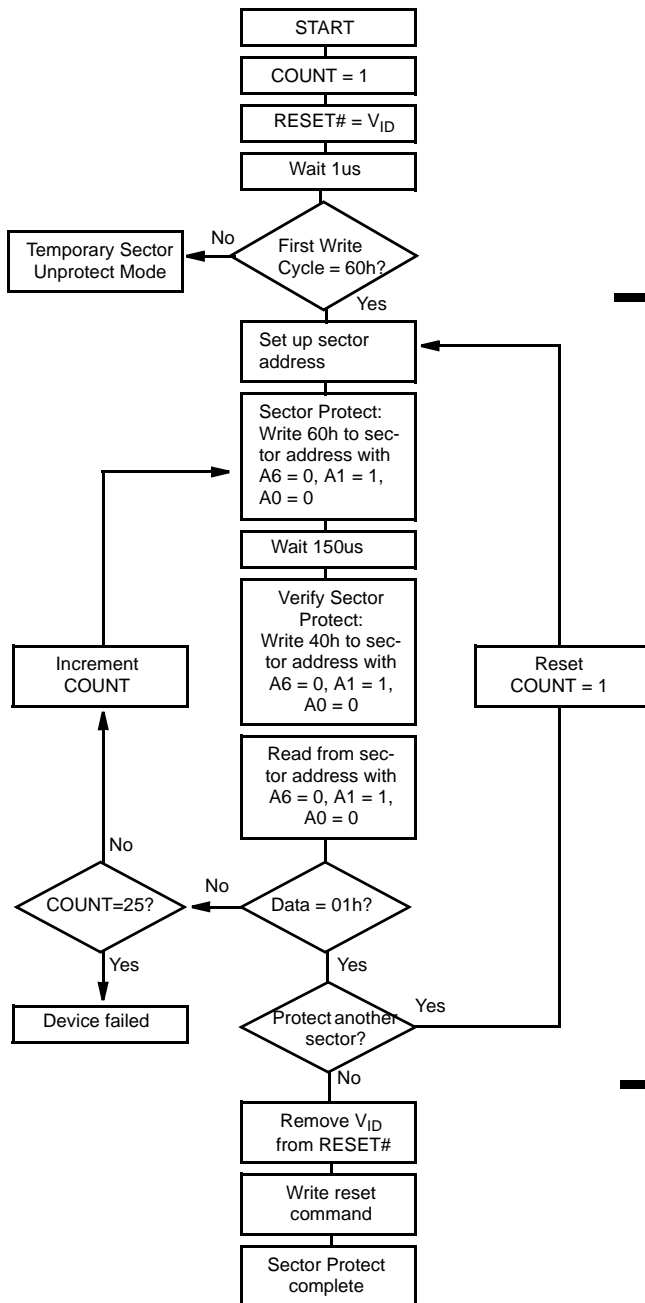 START
COUNT = 1
RESET# = VID
Wait 1us
First Write
Cycle = 60h?
No
Temporary Sector
Unprotect Mode
Yes
Set up sector
address
Sector Protect:
Write 60h to sec-
tor address with
A6 = 0, A1 = 1,
A0 = 0
Wait 150us
Verify Sector
Protect:
Write 40h to sec-
tor address with
A6 = 0, A1 = 1,
A0 = 0
Increment
COUNT
Reset
COUNT = 1
Read from sec-
tor address with
A6 = 0, A1 = 1,
A0 = 0
No
COUNT=25?
No
Data = 01h?
Yes
Yes
Device failed
Protect another
sector?
Yes
No
Remove VID
from RESET#
Write reset
command
Sector Protect
complete